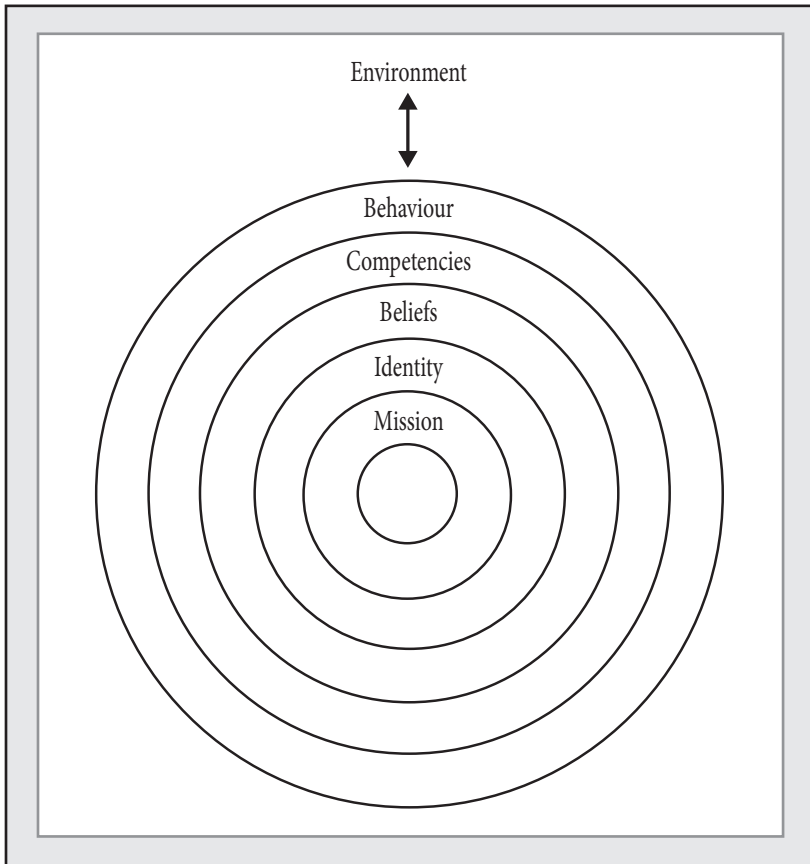 Environment
Behaviour
Competencies
Beliefs
Identity
Mission